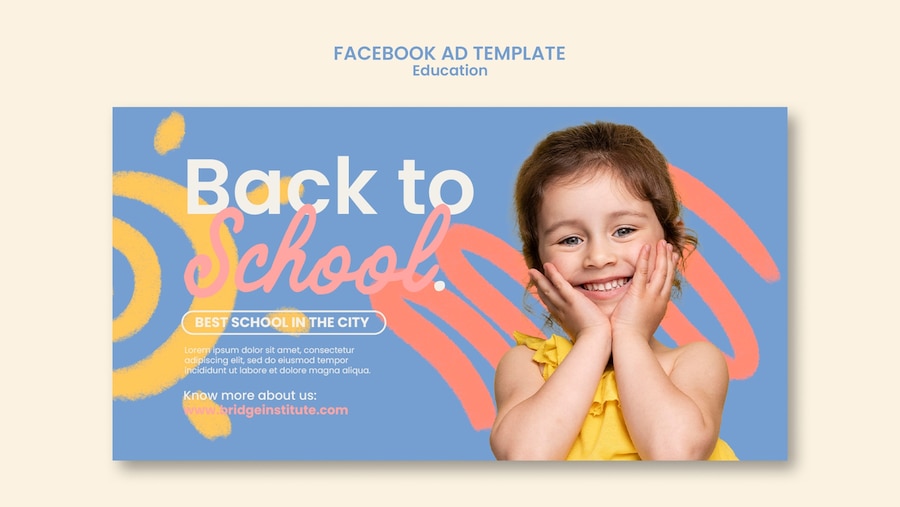 FACEBOOK AD TEMPLATE
Education
Back to
School.
BEST SCHOOL IN THE CITY
Lorem ipsum dolor sit amet, consectetur
adipiscing elit, sed do eiusmod tempor
incididunt ut labore et dolore magna aliqua.
Know more about us:
www.bridgeinstitute.com